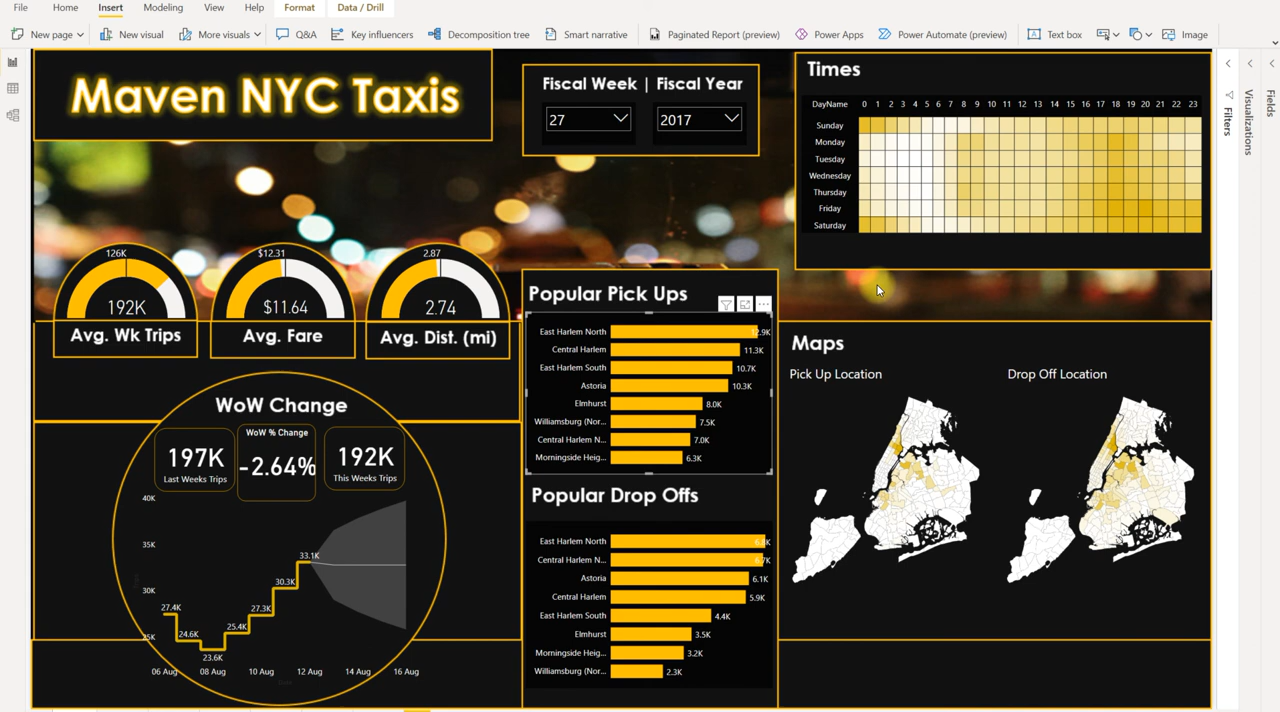 File Home Insert Modeling View Help Format Data / Drill
New page New visual More visuals Q&A Key influencers Decomposition tree Smart narrative Paginated Report (preview) Power Apps Power Automate (preview) Text box Image
Maven NYC Taxis
Fiscal Week | Fiscal Year
27 2017
Times
DayName 0 1 2 3 4 5 6 7 8 9 10 11 12 13 14 15 16 17 18 19 20 21 22 23
Sunday
Monday
Tuesday
Wednesday
Thursday
Friday
Saturday
Filters
Visualizations
Fields
126K
192K
Avg. Wk Trips
$12.31
$11.64
Avg. Fare
2.87
2.74
Avg. Dist. (mi)
WoW Change
197K
Last Weeks Trips
WoW % Change
-2.64%
192K
This Weeks Trips
40K
35K
30K
25K
27.4K
24.6K
23.6K
25.4K
27.3K
30.3K
33.1K
06 Aug 08 Aug 10 Aug 12 Aug 14 Aug 16 Aug
Popular Pick Ups
East Harlem North 12.9K
Central Harlem 11.3K
East Harlem South 10.7K
Astoria 10.3K
Elmhurst 8.0K
Williamsburg (Nor... 7.5K
Central Harlem N... 7.0K
Morningside Heig... 6.3K
Popular Drop Offs
East Harlem North
Central Harlem N... 6.7K
Astoria 6.1K
Central Harlem 5.9K
East Harlem South 4.4K
Elmhurst 3.5K
Morningside Heig... 3.2K
Williamsburg (Nor... 2.3K
Maps
Pick Up Location
Drop Off Location